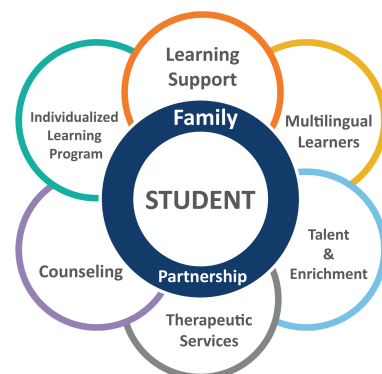 Learning
Support
Family
Individualized
Learning
Program
Multilingual
Learners
STUDENT
Talent
&
Enrichment
Counseling
Partnership
Therapeutic
Services